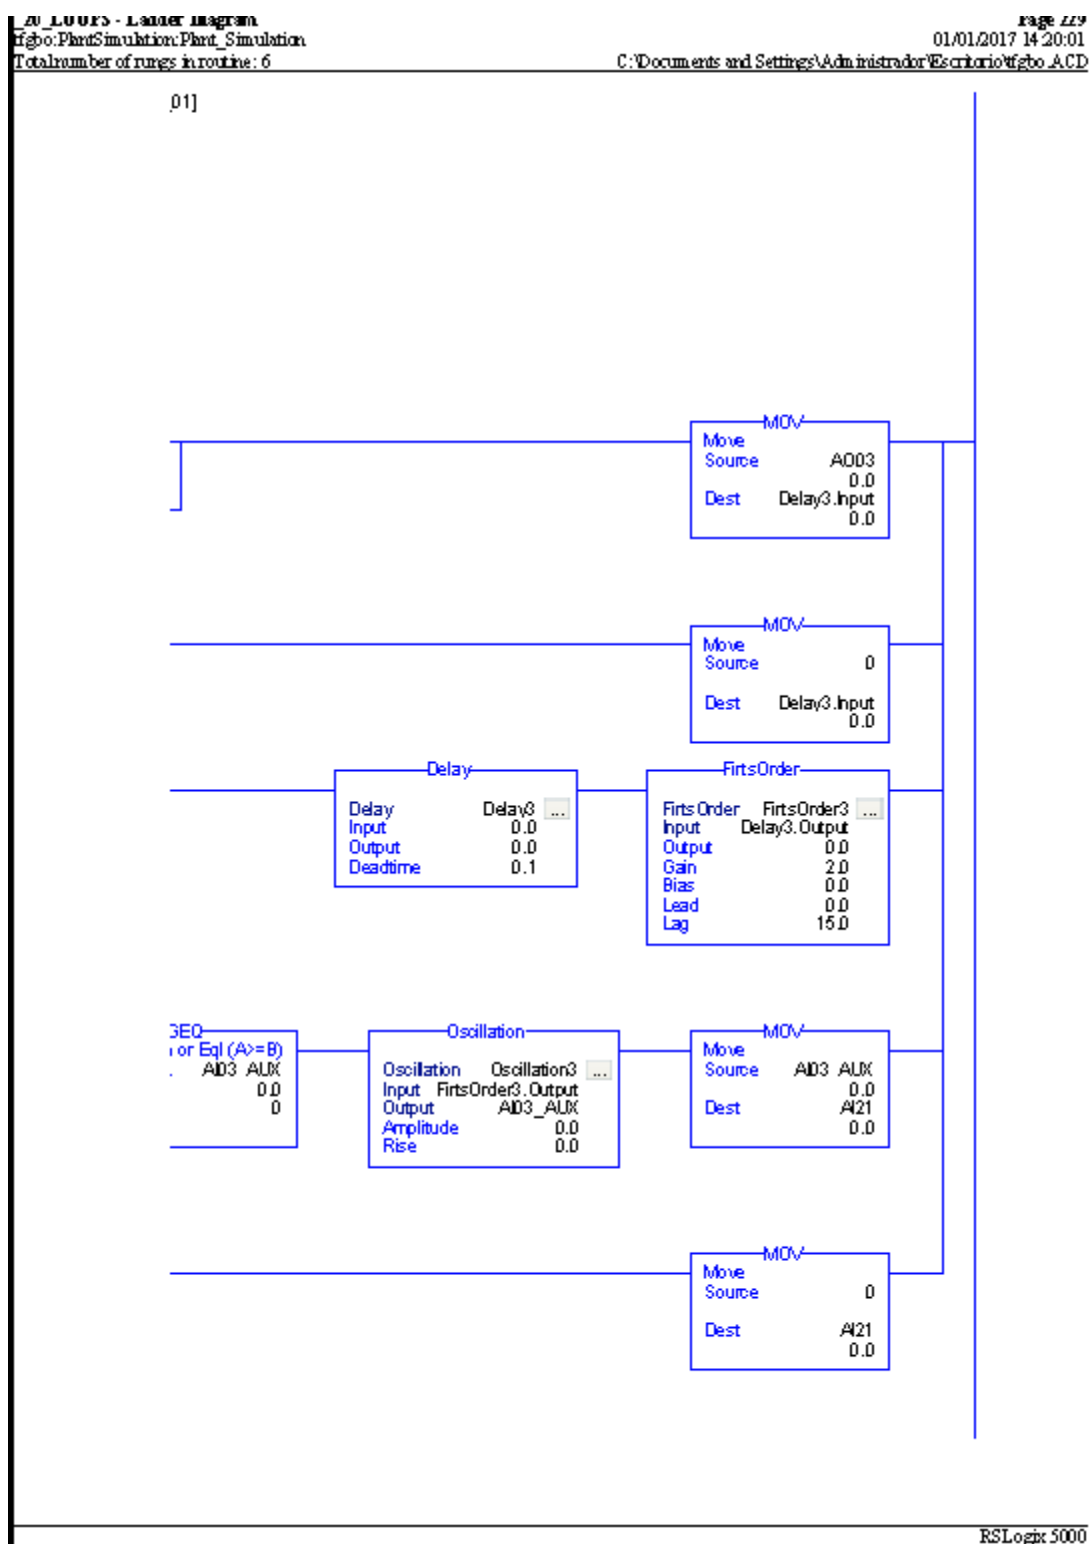 _20_LOOPS - Ladder Diagram Page 229
tfgbo:PlantSimulation:Plant_Simulation 01/01/2017 14:20:01
Total number of rungs in routine: 6 C:\Documents and Settings\Administrador\Escritorio\tfgbo.ACD
01]
MOV
Move
Source AO03
0.0
Dest Delay3.Input
0.0
MOV
Move
Source 0
Dest Delay3.Input
0.0
Delay
Delay Delay3 ...
Input 0.0
Output 0.0
Deadtime 0.1
FirtsOrder
FirtsOrder FirtsOrder3 ...
Input Delay3.Output
Output 0.0
Gain 2.0
Bias 0.0
Lead 0.0
Lag 15.0
GEQ
or Eql (A>=B)
AI03_AUX
0.0
0
Oscillation
Oscillation Oscillation3 ...
Input FirtsOrder3.Output
Output AI03_AUX
Amplitude 0.0
Rise 0.0
MOV
Move
Source AI03_AUX
0.0
Dest AI21
0.0
MOV
Move
Source 0
Dest AI21
0.0
RSLogix 5000